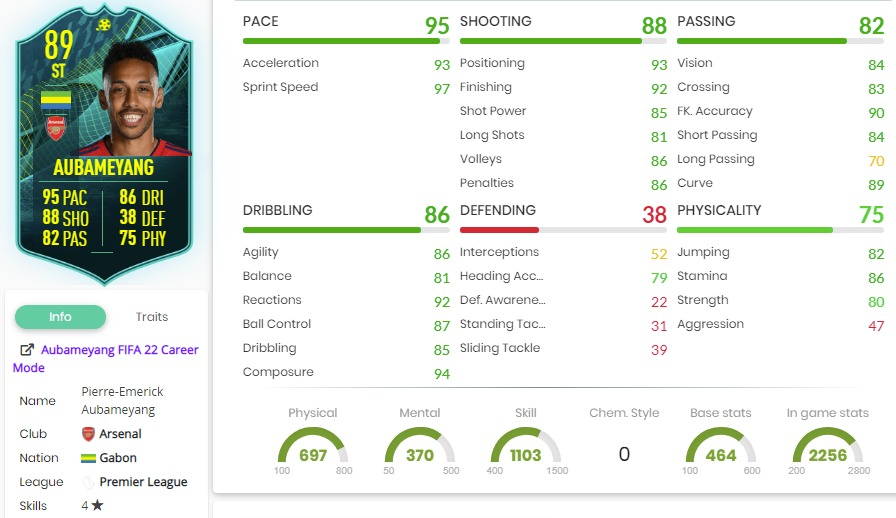 89
ST
Arsenal
AUBAMEYANG
95 PAC 86 DRI
88 SHO 38 DEF
82 PAS 75 PHY
Info Traits
Aubameyang FIFA 22 Career
Mode
Name Pierre-Emerick
Aubameyang
Club Arsenal
Nation Gabon
League Premier League
Skills 4★
PACE 95
Acceleration 93
Sprint Speed 97
SHOOTING 88
Positioning 93
Finishing 92
Shot Power 85
Long Shots 81
Volleys 86
Penalties 86
PASSING 82
Vision 84
Crossing 83
FK. Accuracy 90
Short Passing 84
Long Passing 70
Curve 89
DRIBBLING 86
Agility 86
Balance 81
Reactions 92
Ball Control 87
Dribbling 85
Composure 94
DEFENDING 38
Interceptions 52
Heading Acc... 79
Def. Awarene... 22
Standing Tac... 31
Sliding Tackle 39
PHYSICALITY 75
Jumping 82
Stamina 86
Strength 80
Aggression 47
Physical Mental Skill Chem. Style Base stats In game stats
697 370 1103 0 464 2256
100 800 50 500 400 1500 100 600 200 2800